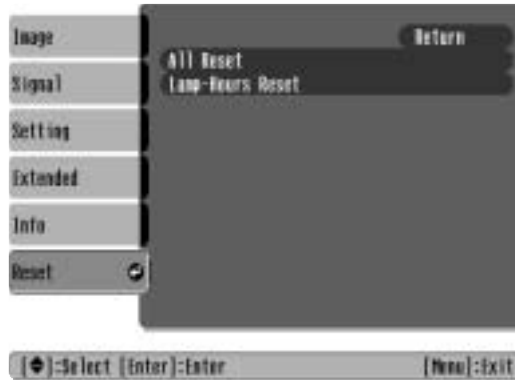 Image
Signal
Setting
Extended
Info
Reset
Return
All Reset
Lamp-Hours Reset
[◆]:Select [Enter]:Enter [Menu]:Exit